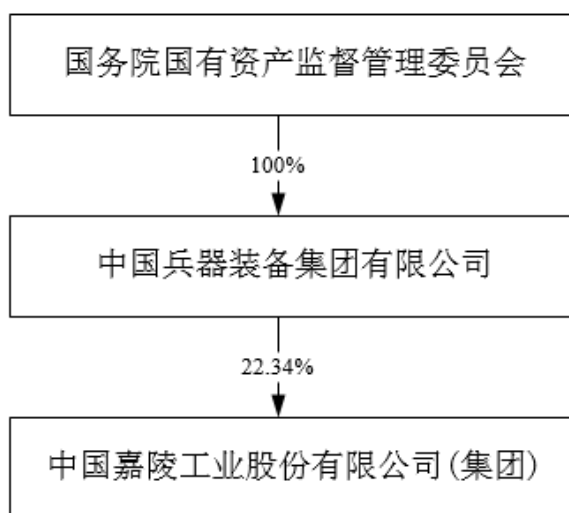 国务院国有资产监督管理委员会
100%
中国兵器装备集团有限公司
22.34%
中国嘉陵工业股份有限公司(集团)